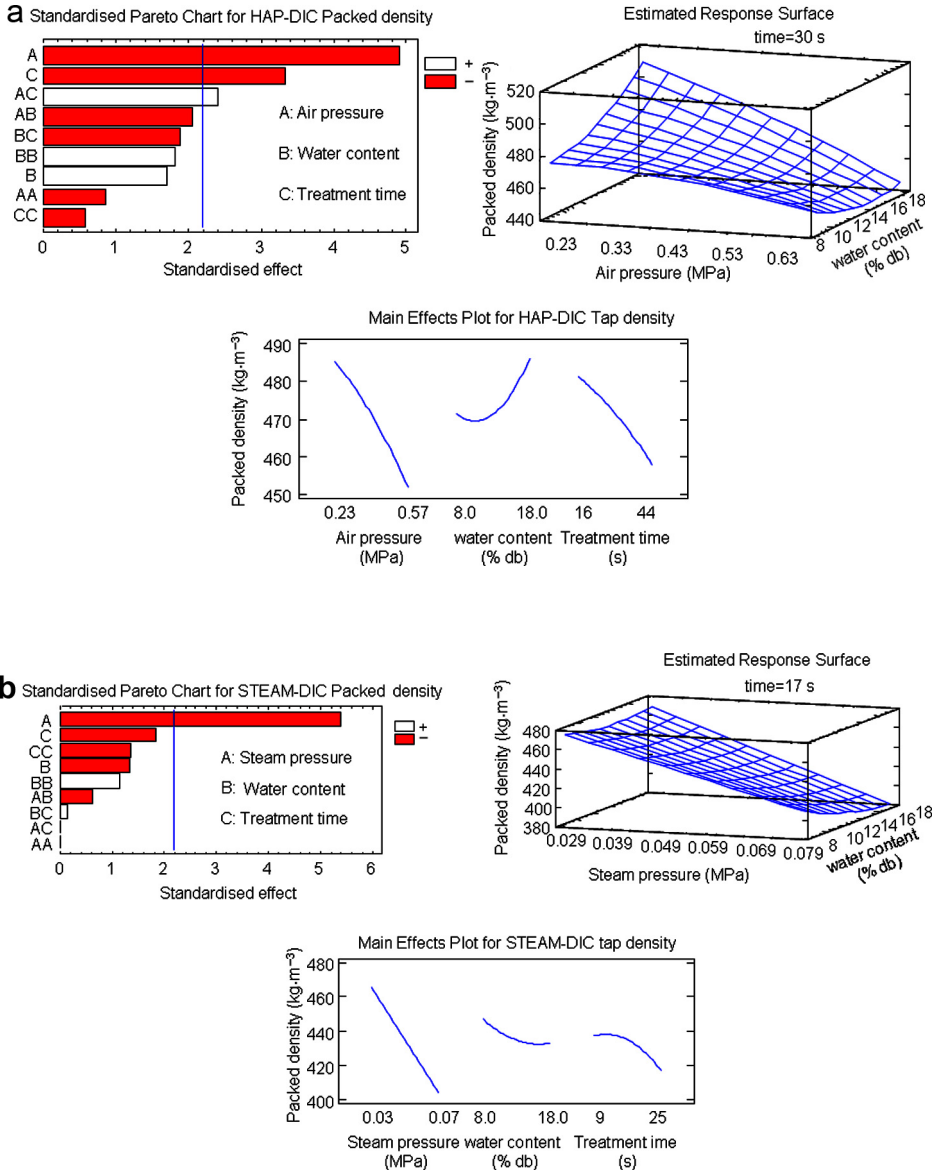 a
Standardised Pareto Chart for HAP-DIC Packed density
A
C
AC
AB
BC
BB
B
AA
CC
+
−
A: Air pressure
B: Water content
C: Treatment time
0 1 2 3 4 5
Standardised effect
Estimated Response Surface
time=30 s
Packed density (kg.m⁻³)
520
500
480
460
440
0.23 0.33 0.43 0.53 0.63
Air pressure (MPa)
8 10 12 14 16 18
water content
(% db)
Main Effects Plot for HAP-DIC Tap density
Packed density (kg.m⁻³)
490
480
470
460
450
0.23 0.57 8.0 18.0 16 44
Air pressure water content Treatment time
(MPa) (% db) (s)
b
Standardised Pareto Chart for STEAM-DIC Packed density
A
C
CC
B
BB
AB
BC
AC
AA
+
−
A: Steam pressure
B: Water content
C: Treatment time
0 1 2 3 4 5 6
Standardised effect
Estimated Response Surface
time=17 s
Packed density (kg.m⁻³)
480
460
440
420
400
380
0.029 0.039 0.049 0.059 0.069 0.079
Steam pressure (MPa)
8 10 12 14 16 18
water content
(% db)
Main Effects Plot for STEAM-DIC tap density
Packed density (kg.m⁻³)
480
460
440
420
400
0.03 0.07 8.0 18.0 9 25
Steam pressure water content Treatment ime
(MPa) (% db) (s)